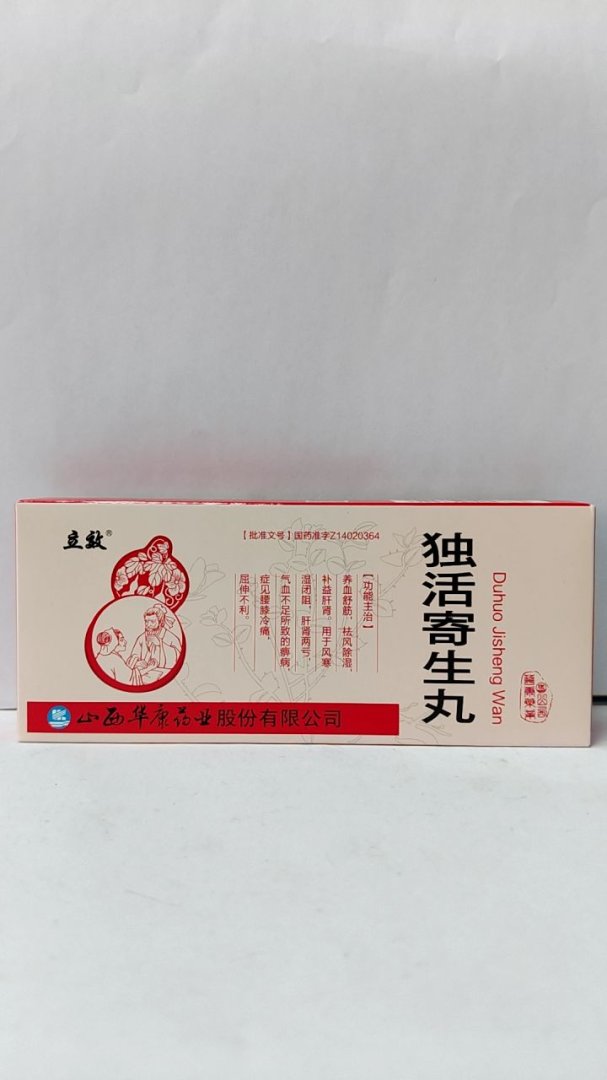 立效®
【批准文号】国药准字Z14020364
独活寄生丸
Duhuo Jisheng Wan
【功能主治】
养血舒筋，祛风除湿，
补益肝肾。用于风寒
湿闭阻，肝肾两亏，
气血不足所致的痹病，
症见腰膝冷痛，
屈伸不利。
山西华康药业股份有限公司